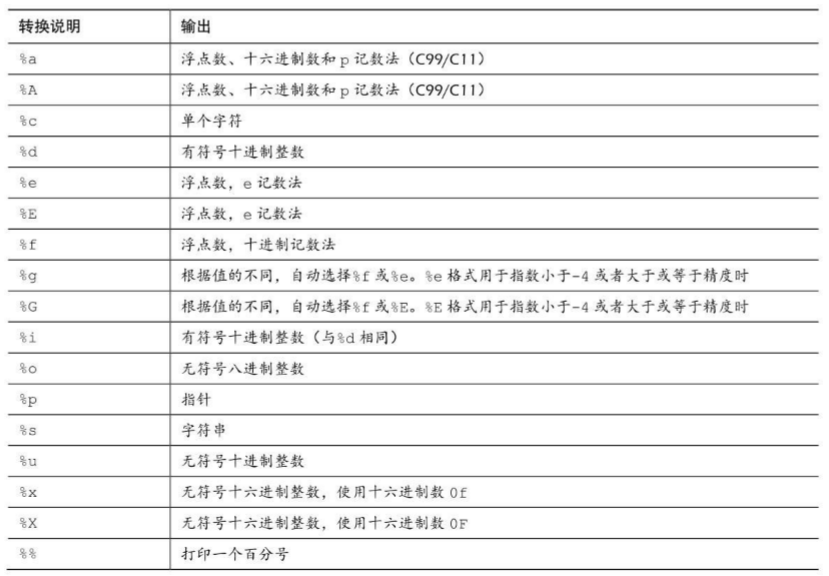 转换说明 输出
%a 浮点数、十六进制数和 p 记数法（C99/C11）
%A 浮点数、十六进制数和 p 记数法（C99/C11）
%c 单个字符
%d 有符号十进制整数
%e 浮点数，e 记数法
%E 浮点数，e 记数法
%f 浮点数，十进制记数法
%g 根据值的不同，自动选择%f 或%e。%e 格式用于指数小于-4 或者大于或等于精度时
%G 根据值的不同，自动选择%f 或%E。%E 格式用于指数小于-4 或者大于或等于精度时
%i 有符号十进制整数（与%d 相同）
%o 无符号八进制整数
%p 指针
%s 字符串
%u 无符号十进制整数
%x 无符号十六进制整数，使用十六进制数 0f
%X 无符号十六进制整数，使用十六进制数 0F
%% 打印一个百分号